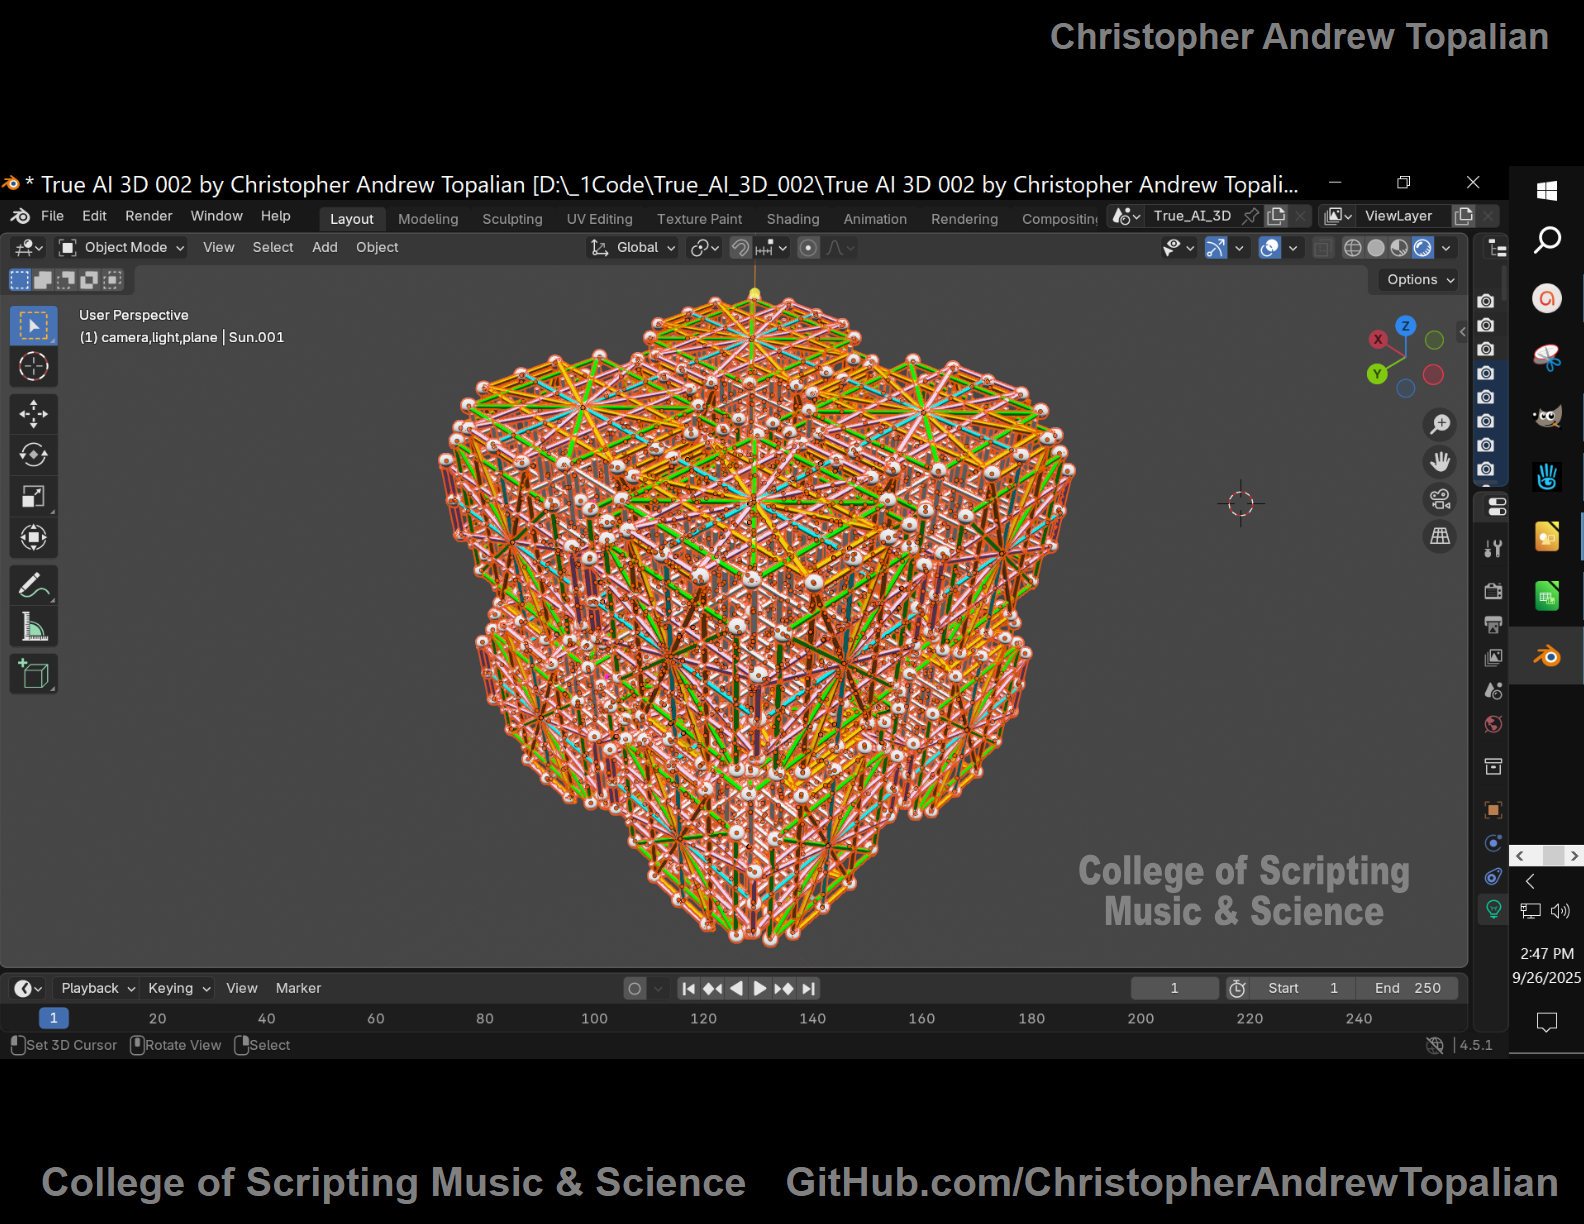 Christopher Andrew Topalian
* True AI 3D 002 by Christopher Andrew Topalian [D:\_1Code\True_AI_3D_002\True AI 3D 002 by Christopher Andrew Topali...
File Edit Render Window Help Layout Modeling Sculpting UV Editing Texture Paint Shading Animation Rendering Compositing True_AI_3D ViewLayer
Object Mode View Select Add Object Global
Options
User Perspective
(1) camera,light,plane | Sun.001
Z
X
Y
College of Scripting
Music & Science
2:47 PM
9/26/2025
Playback Keying View Marker 1 Start 1 End 250
1 20 40 60 80 100 120 140 160 180 200 220 240
Set 3D Cursor Rotate View Select 4.5.1
College of Scripting Music & Science GitHub.com/ChristopherAndrewTopalian